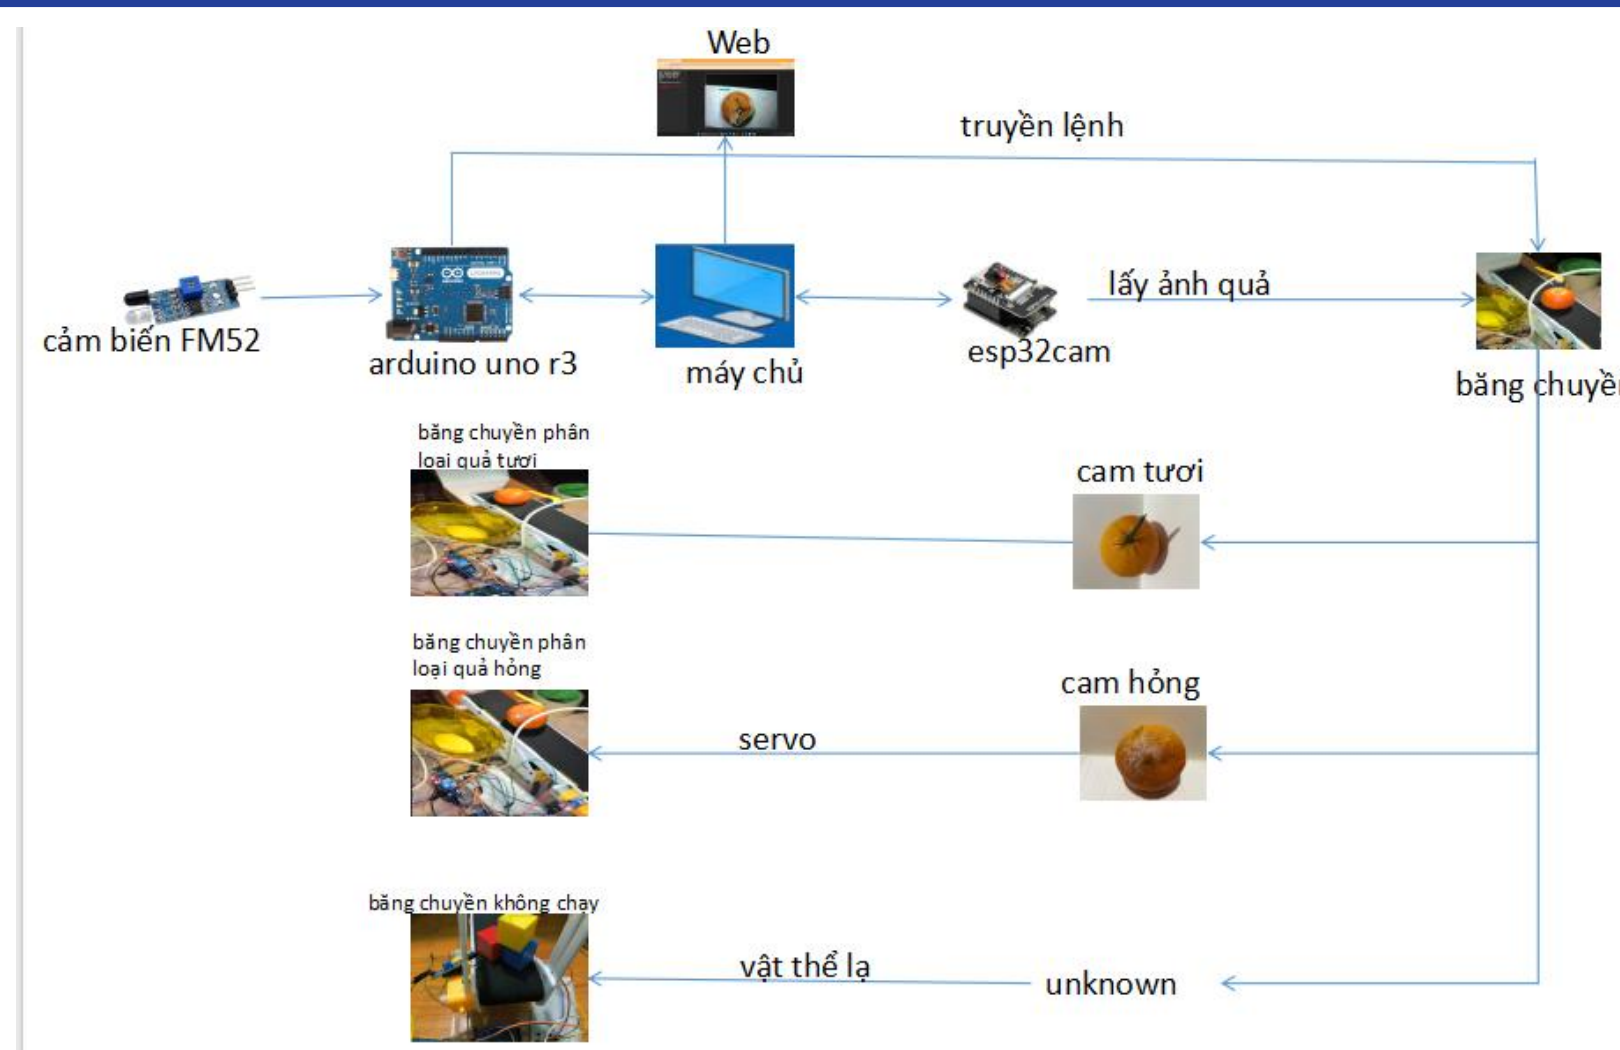 Web
truyền lệnh
lấy ảnh quả
cảm biến FM52
arduino uno r3
máy chủ
esp32cam
băng chuyền
băng chuyền phân
loại quả tươi
cam tươi
băng chuyền phân
loại quả hỏng
cam hỏng
servo
băng chuyền không chạy
vật thể lạ
unknown